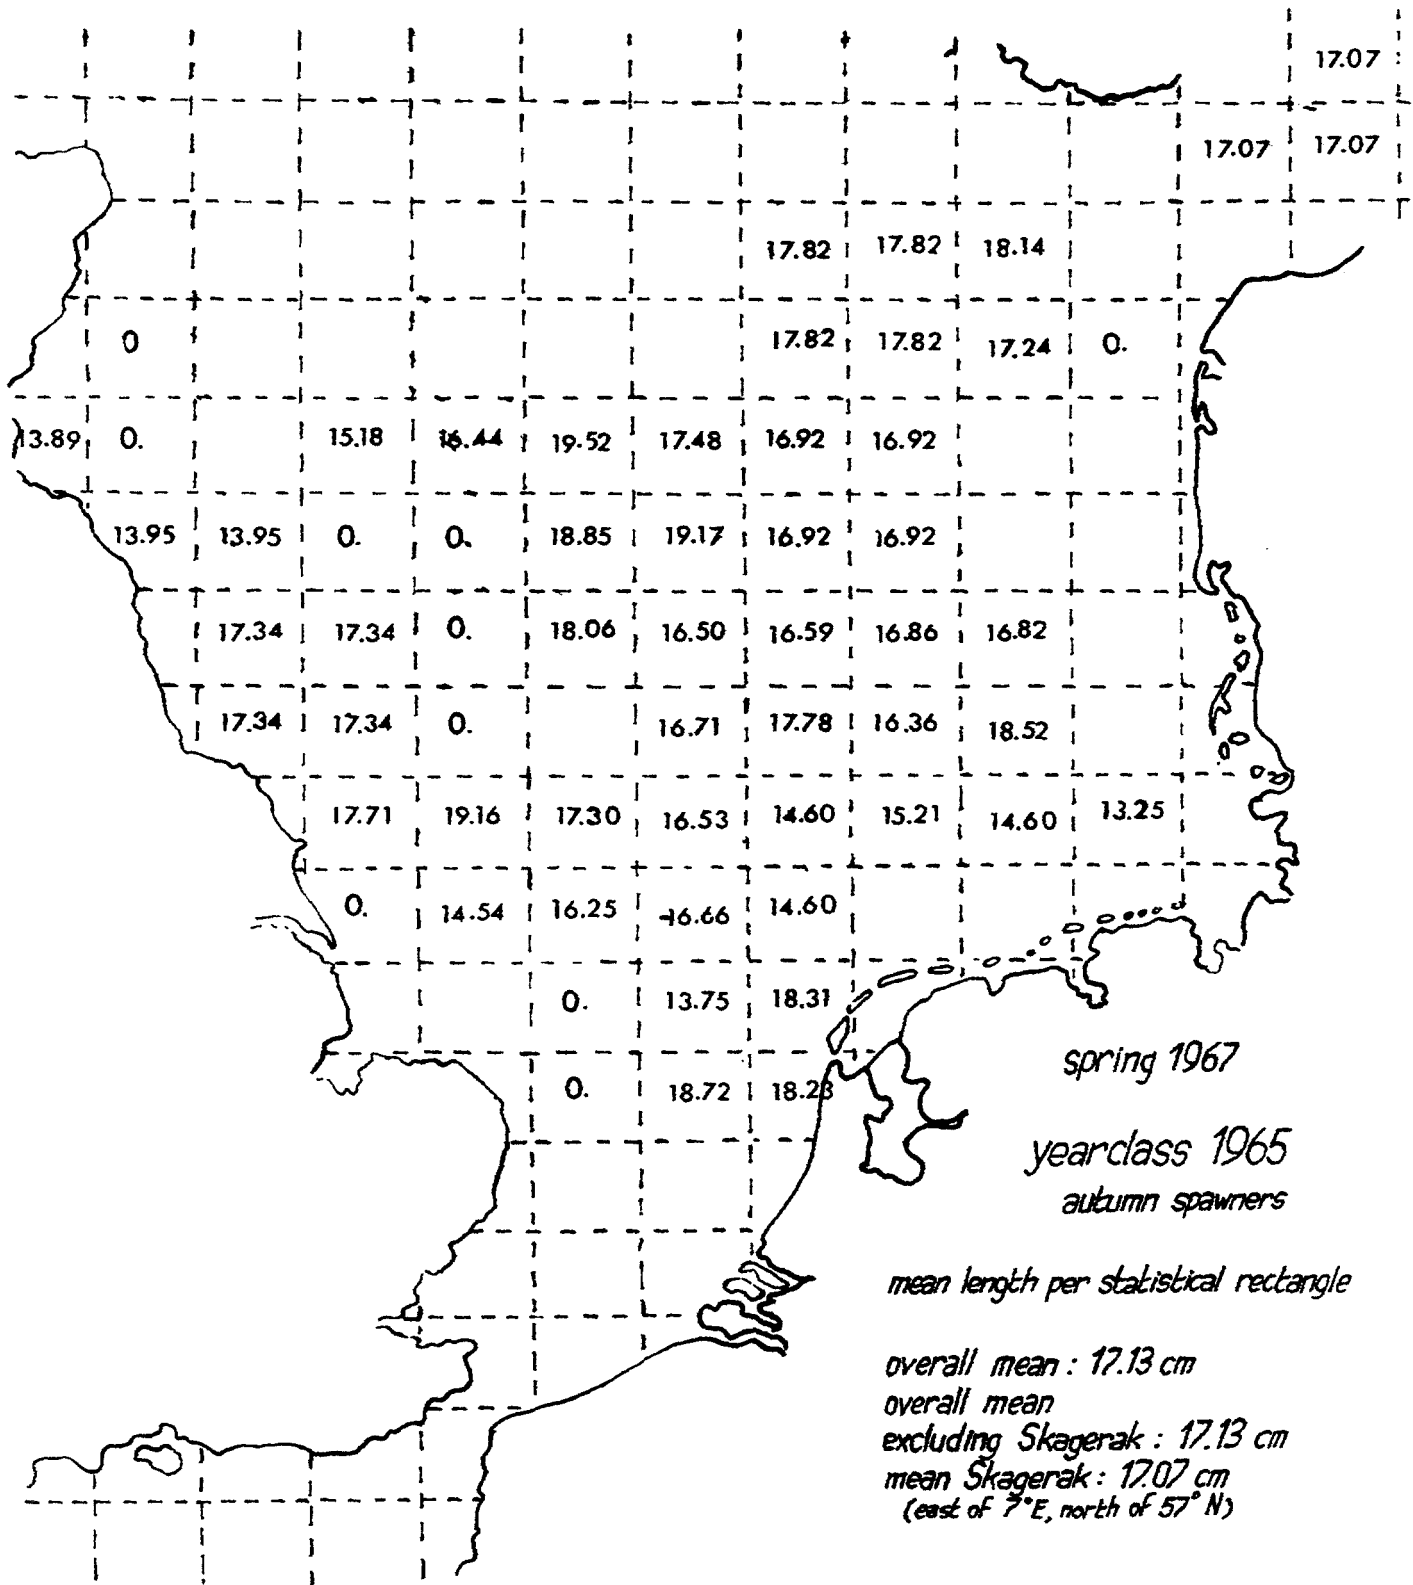 17.07
17.07 17.07
17.82 17.82 18.14
0 17.82 17.82 17.24 0.
13.89 0. 15.18 16.44 19.52 17.48 16.92 16.92
13.95 13.95 0. 0. 18.85 19.17 16.92 16.92
17.34 17.34 0. 18.06 16.50 16.59 16.86 16.82
17.34 17.34 0. 16.71 17.78 16.36 18.52
17.71 19.16 17.30 16.53 14.60 15.21 14.60 13.25
0. 14.54 16.25 16.66 14.60
0. 13.75 18.31
0. 18.72 18.23
spring 1967
yearclass 1965
autumn spawners
mean length per statistical rectangle
overall mean : 17.13 cm
overall mean
excluding Skagerak : 17.13 cm
mean Skagerak : 17.07 cm
(east of 7°E, north of 57° N)